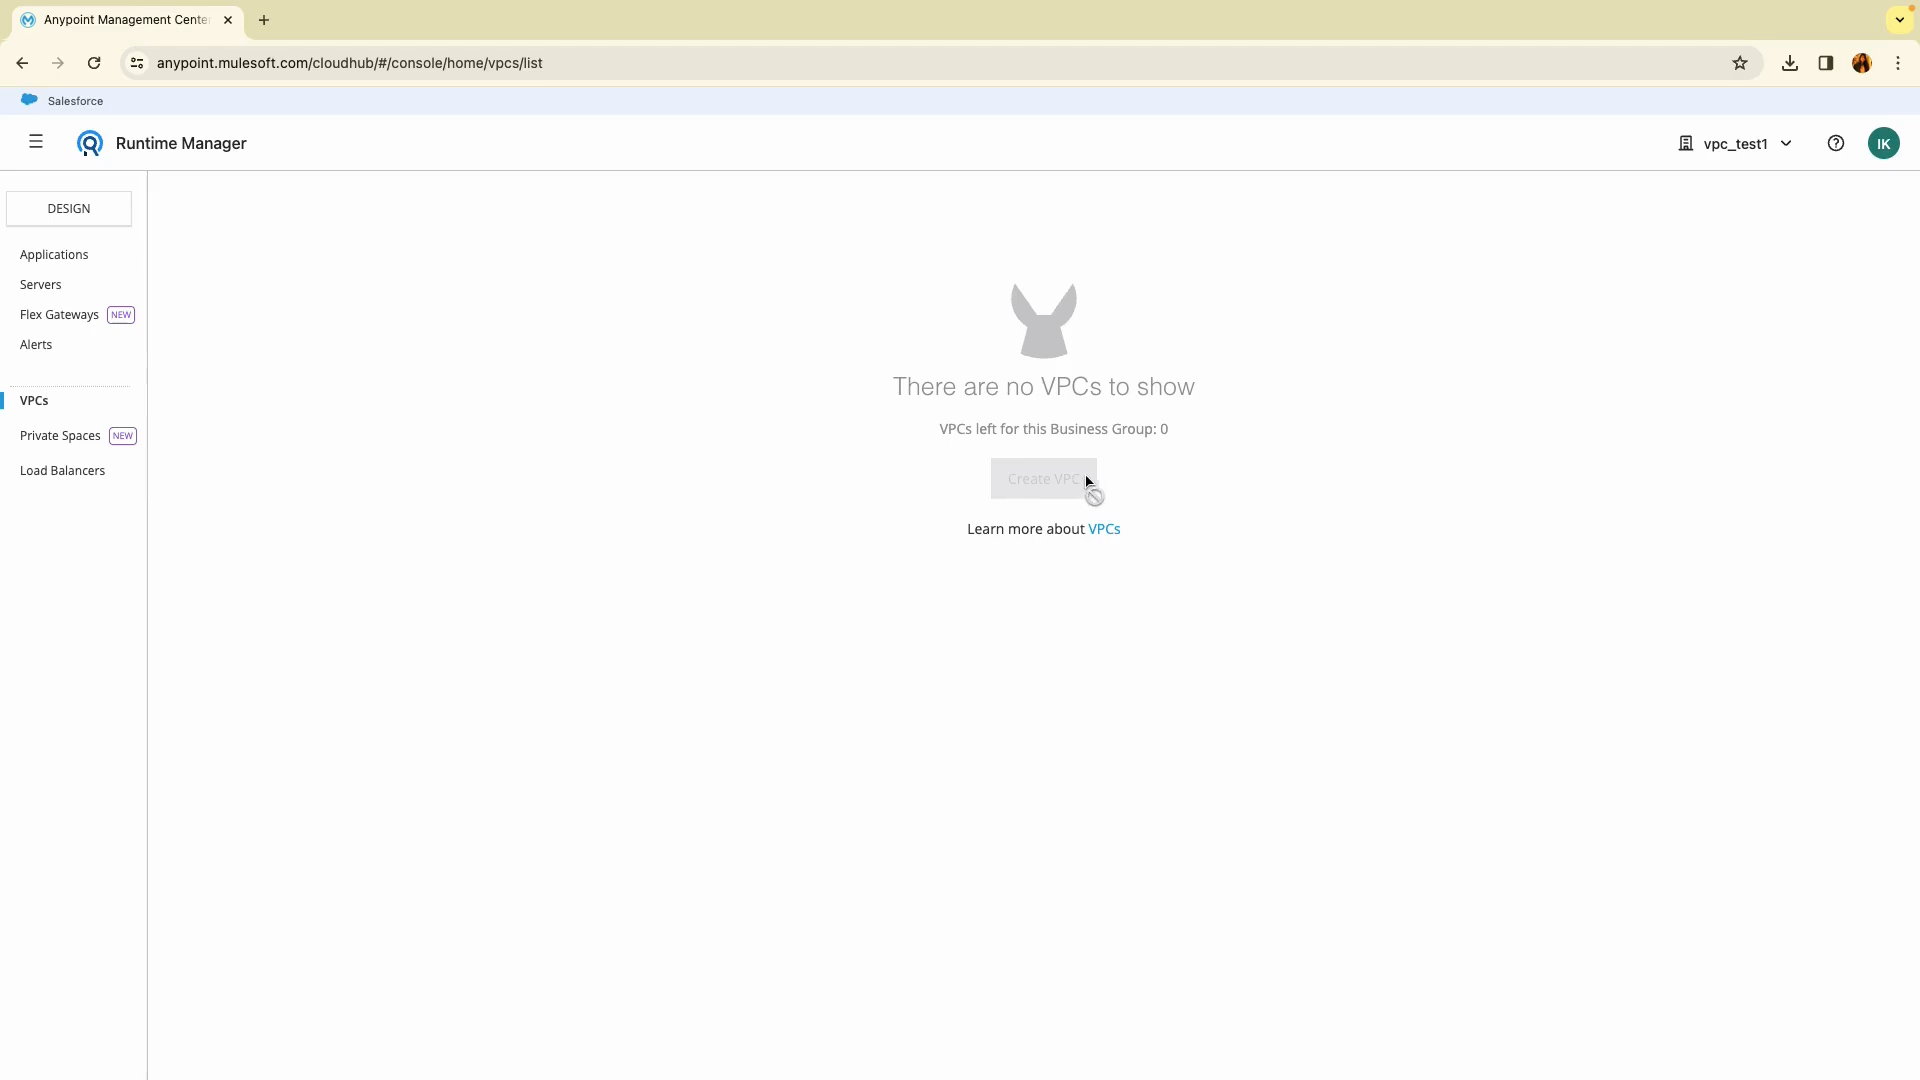 Anypoint Management Cente
anypoint.mulesoft.com/cloudhub/#/console/home/vpcs/list
Salesforce
Runtime Manager
vpc_test1
IK
DESIGN
Applications
Servers
Flex Gateways NEW
Alerts
VPCs
Private Spaces NEW
Load Balancers
There are no VPCs to show
VPCs left for this Business Group: 0
Create VPC
Learn more about VPCs